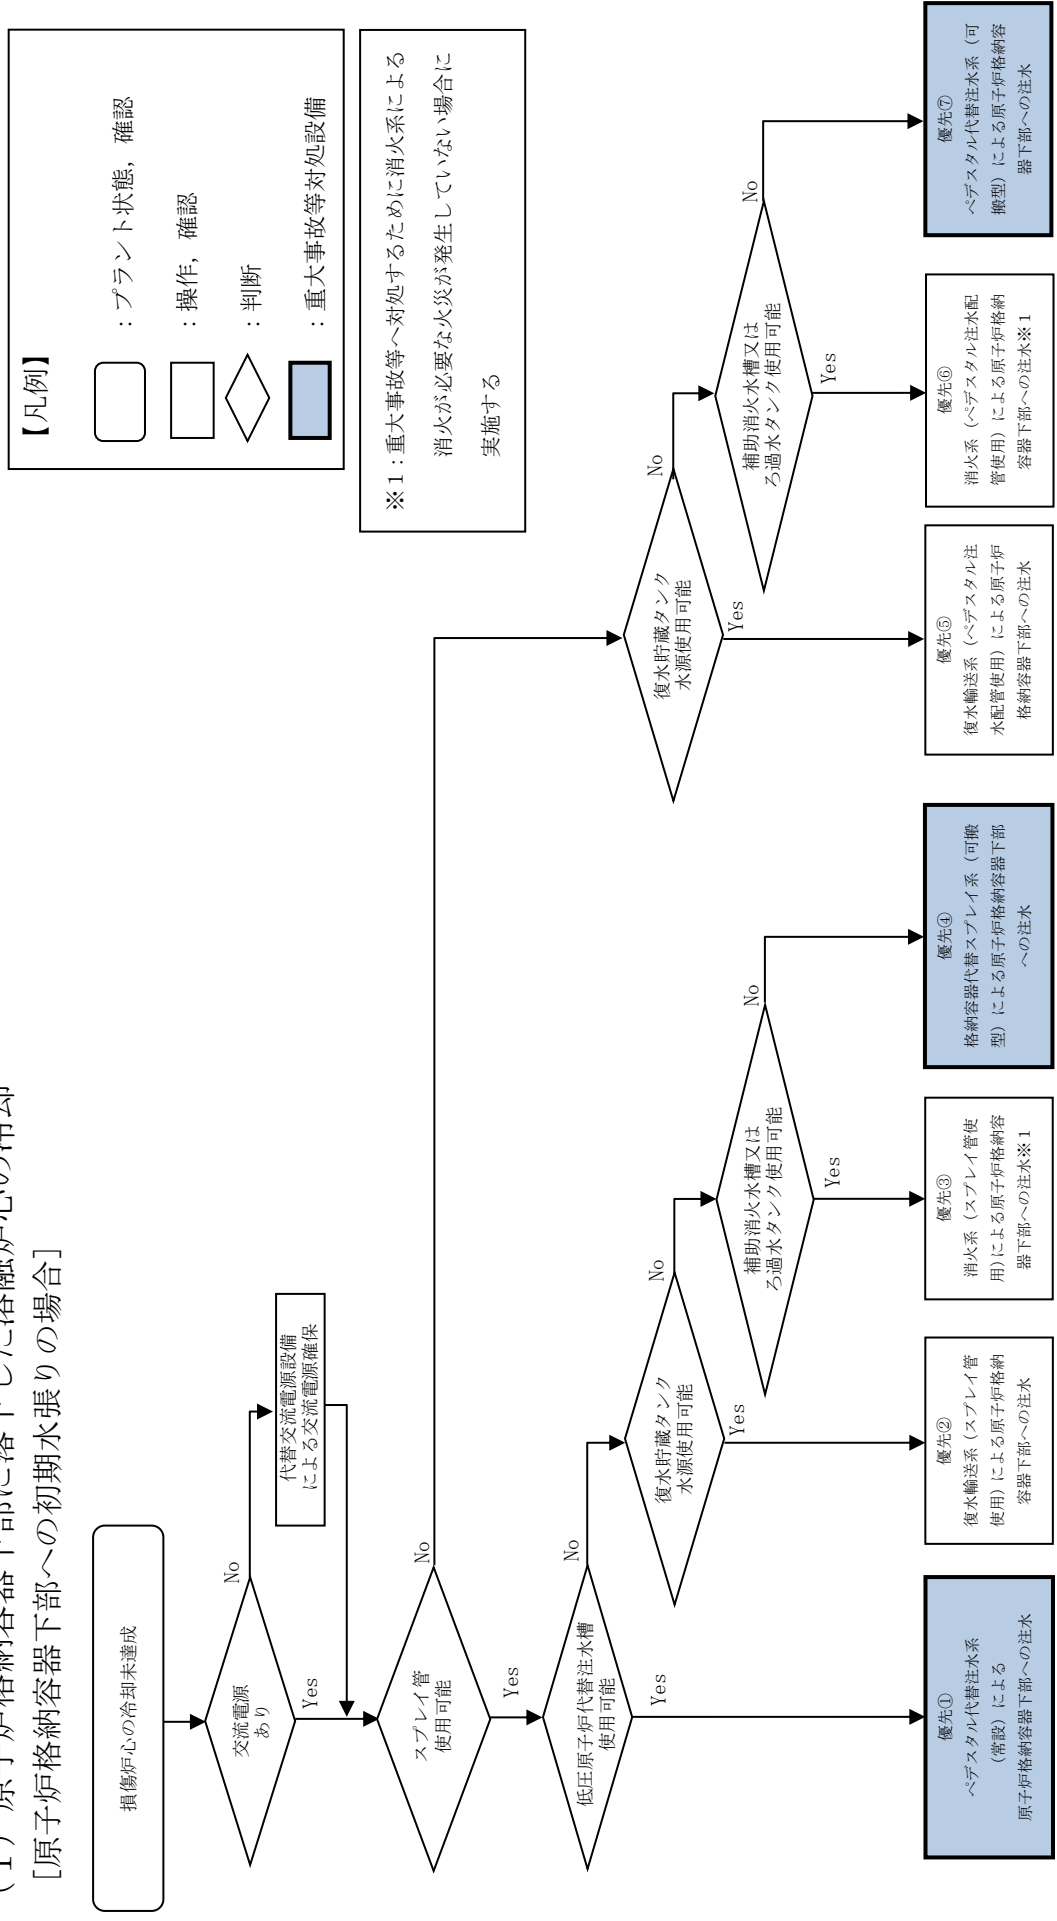 (1) 原子炉格納容器下部に落下した溶融炉心の冷却
[原子炉格納容器下部への初期水張りの場合]
損傷炉心の冷却未達成
交流電源
あり
No
Yes
代替交流電源設備
による交流電源確保
スプレイ管
使用可能
No
Yes
低圧原子炉代替注水槽
使用可能
No
Yes
復水貯蔵タンク
水源使用可能
No
Yes
補助消火水槽又は
ろ過水タンク使用可能
No
Yes
復水貯蔵タンク
水源使用可能
No
Yes
補助消火水槽又は
ろ過水タンク使用可能
No
Yes
優先①
ペデスタル代替注水系
（常設）による
原子炉格納容器下部への注水
優先②
復水輸送系（スプレイ管
使用）による原子炉格納
容器下部への注水
優先③
消火系（スプレイ管使
用)による原子炉格納容
器下部への注水※1
優先④
格納容器代替スプレイ系（可搬
型）による原子炉格納容器下部
への注水
優先⑤
復水輸送系（ペデスタル注
水配管使用）による原子炉
格納容器下部への注水
優先⑥
消火系（ペデスタル注水配
管使用）による原子炉格納
容器下部への注水※1
優先⑦
ペデスタル代替注水系（可
搬型）による原子炉格納容
器下部への注水
【凡例】
：プラント状態，確認
：操作，確認
：判断
：重大事故等対処設備
※1：重大事故等へ対処するために消火系による
消火が必要な火災が発生していない場合に
実施する